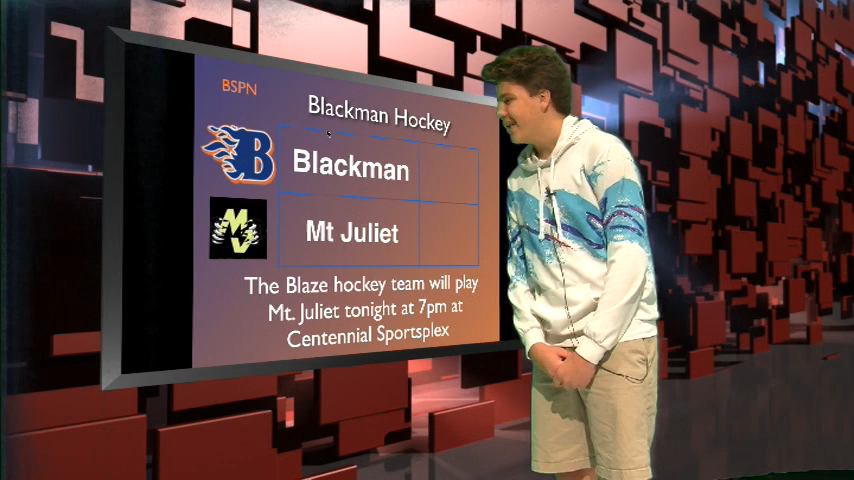 BSPN
Blackman Hockey
B
Blackman
MV
Mt Juliet
The Blaze hockey team will play
Mt. Juliet tonight at 7pm at
Centennial Sportsplex